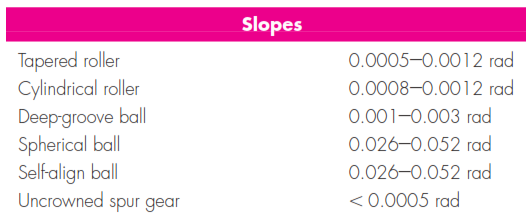 Slopes
Tapered roller 0.0005–0.0012 rad
Cylindrical roller 0.0008–0.0012 rad
Deep-groove ball 0.001–0.003 rad
Spherical ball 0.026–0.052 rad
Self-align ball 0.026–0.052 rad
Uncrowned spur gear < 0.0005 rad